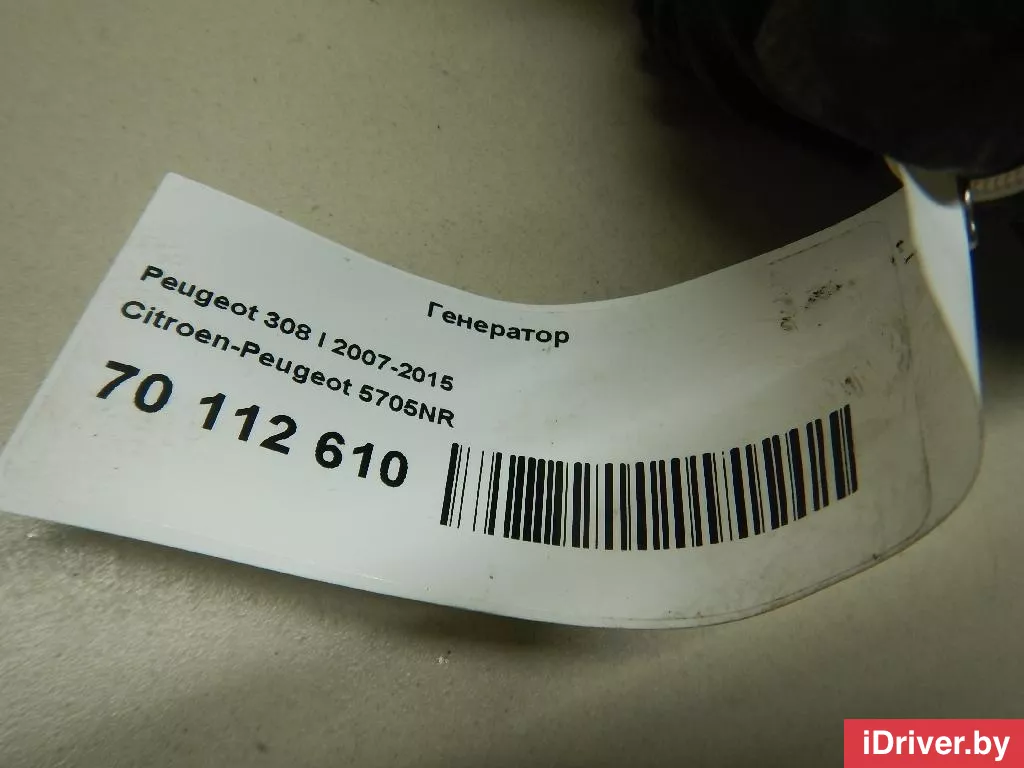 Генератор
Peugeot 308 I 2007-2015
Citroen-Peugeot 5705NR
70 112 610
iDriver.by